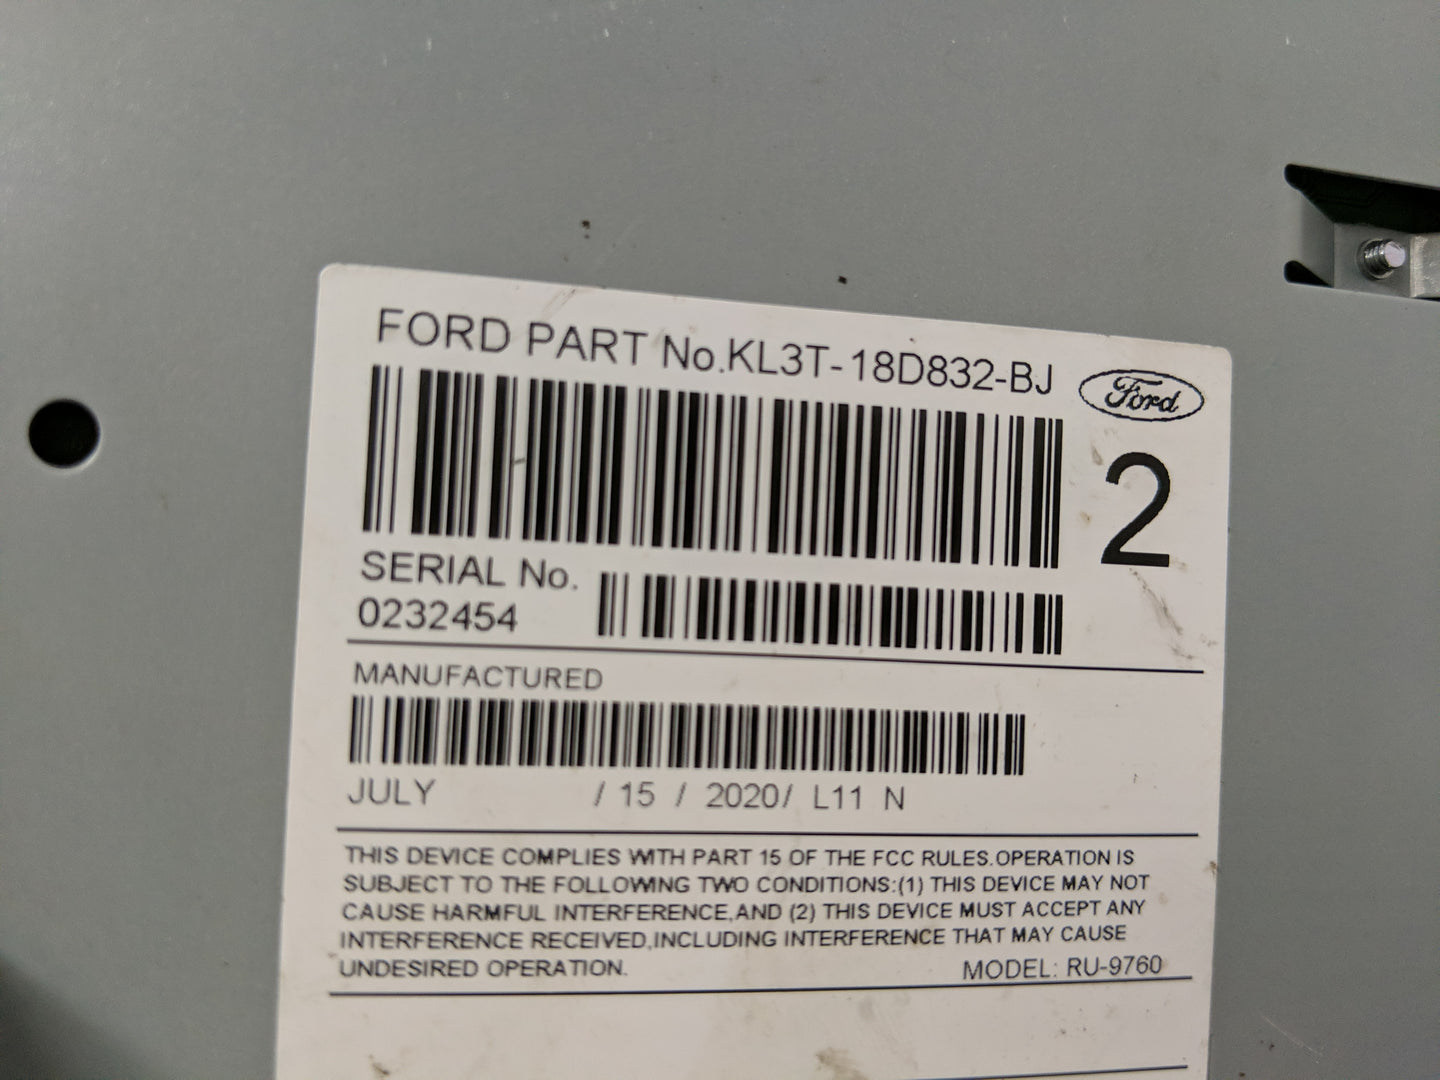 FORD PART No.KL3T-18D832-BJ
Ford
2
SERIAL No.
0232454
MANUFACTURED
JULY / 15 / 2020/ L11 N
THIS DEVICE COMPLIES WITH PART 15 OF THE FCC RULES.OPERATION IS
SUBJECT TO THE FOLLOWING TWO CONDITIONS:(1) THIS DEVICE MAY NOT
CAUSE HARMFUL INTERFERENCE,AND (2) THIS DEVICE MUST ACCEPT ANY
INTERFERENCE RECEIVED,INCLUDING INTERFERENCE THAT MAY CAUSE
UNDESIRED OPERATION. MODEL: RU-9760